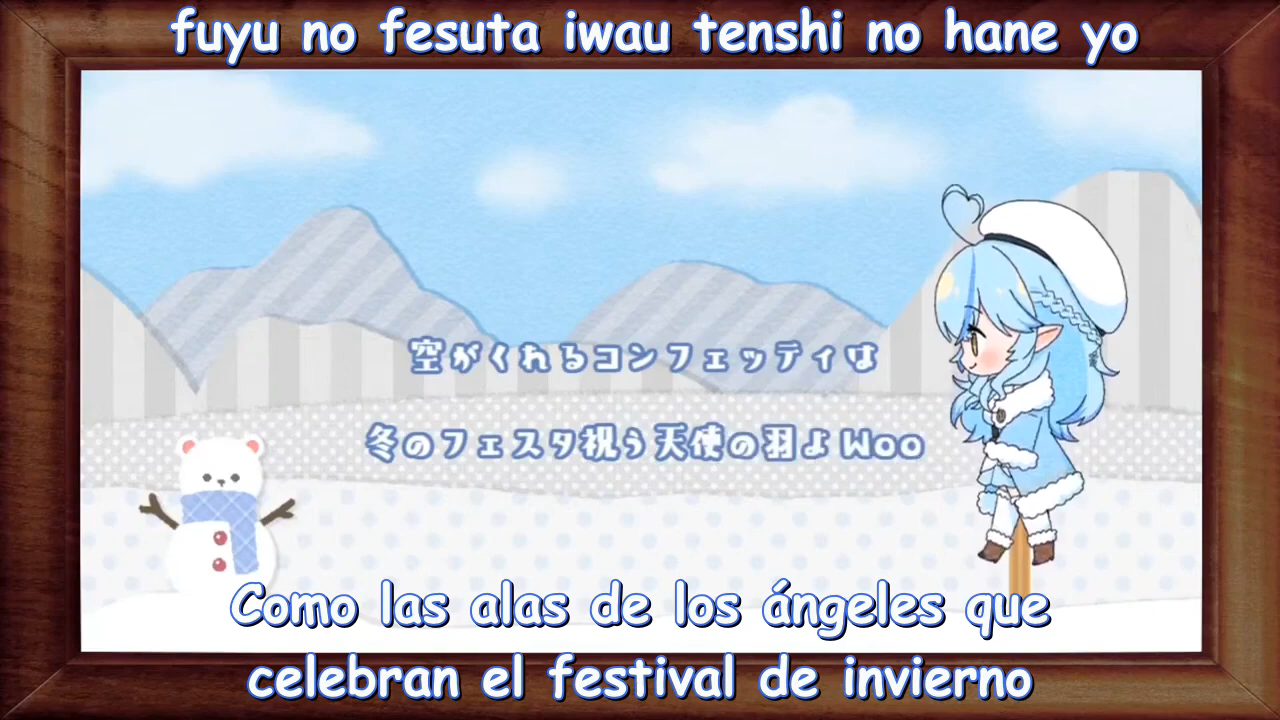 fuyu no fesuta iwau tenshi no hane yo
空がくれるコンフェッティは
冬のフェスタ祝う天使の羽よ Woo
Como las alas de los ángeles que
celebran el festival de invierno